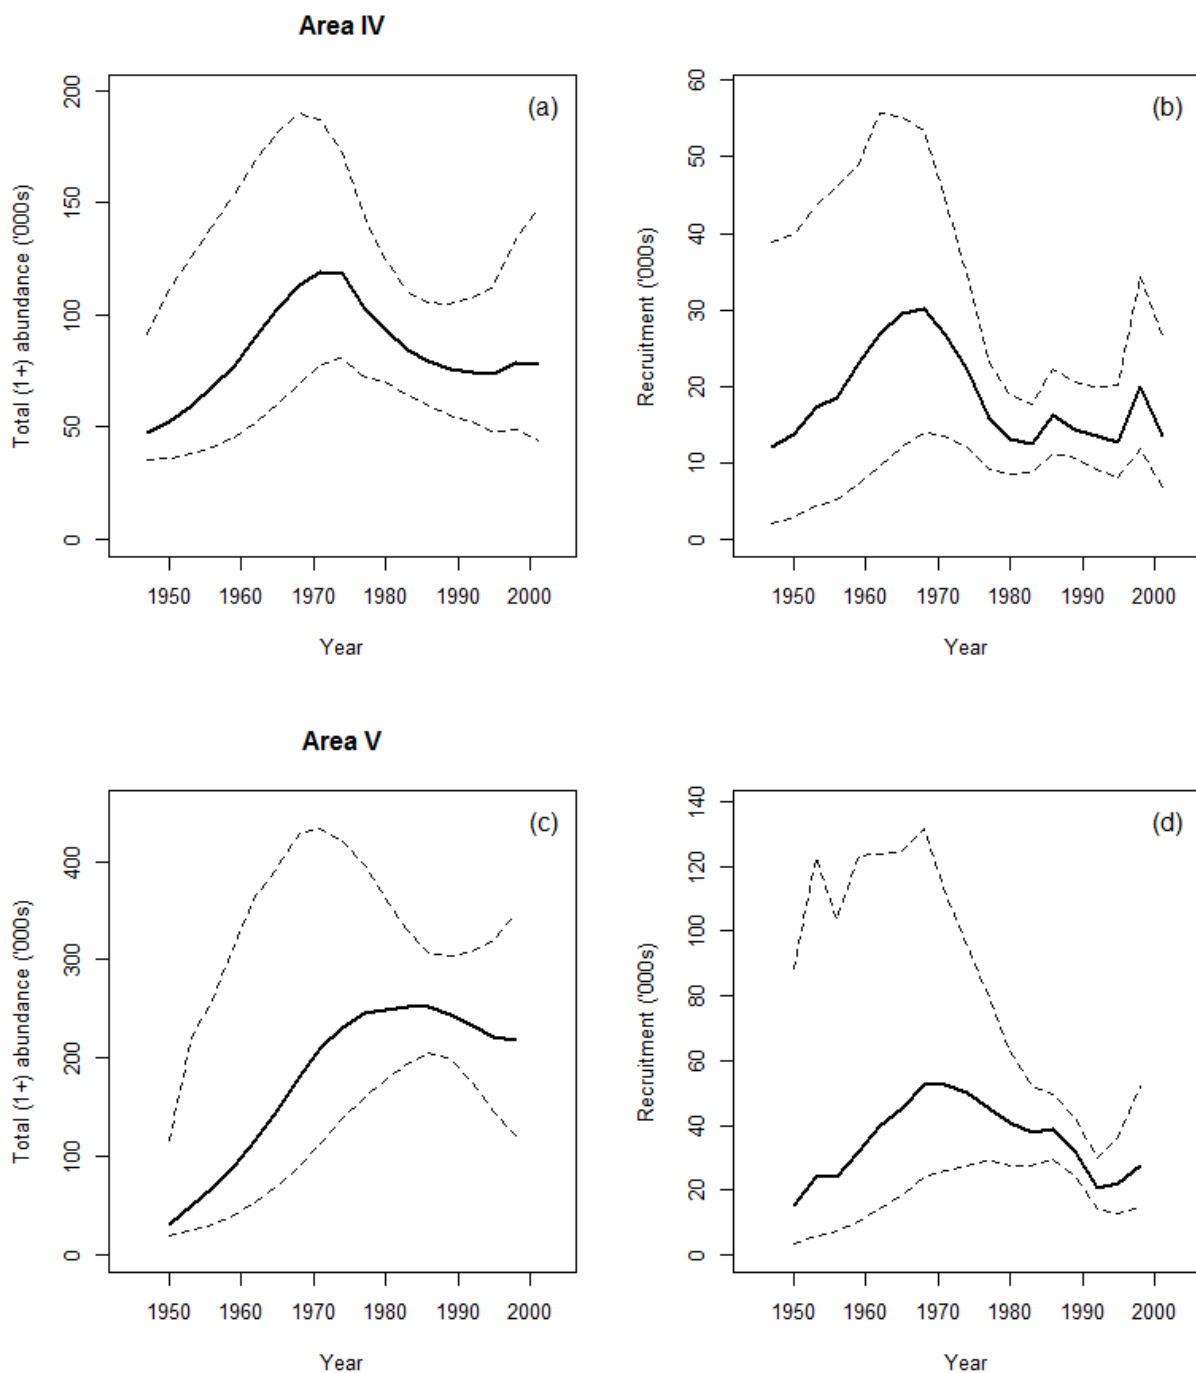 Area IV
(a)
Total (1+) abundance ('000s)
200
150
100
50
0
1950 1960 1970 1980 1990 2000
Year
(b)
Recruitment ('000s)
60
50
40
30
20
10
0
1950 1960 1970 1980 1990 2000
Year
Area V
(c)
Total (1+) abundance ('000s)
400
300
200
100
0
1950 1960 1970 1980 1990 2000
Year
(d)
Recruitment ('000s)
140
120
100
80
60
40
20
0
1950 1960 1970 1980 1990 2000
Year